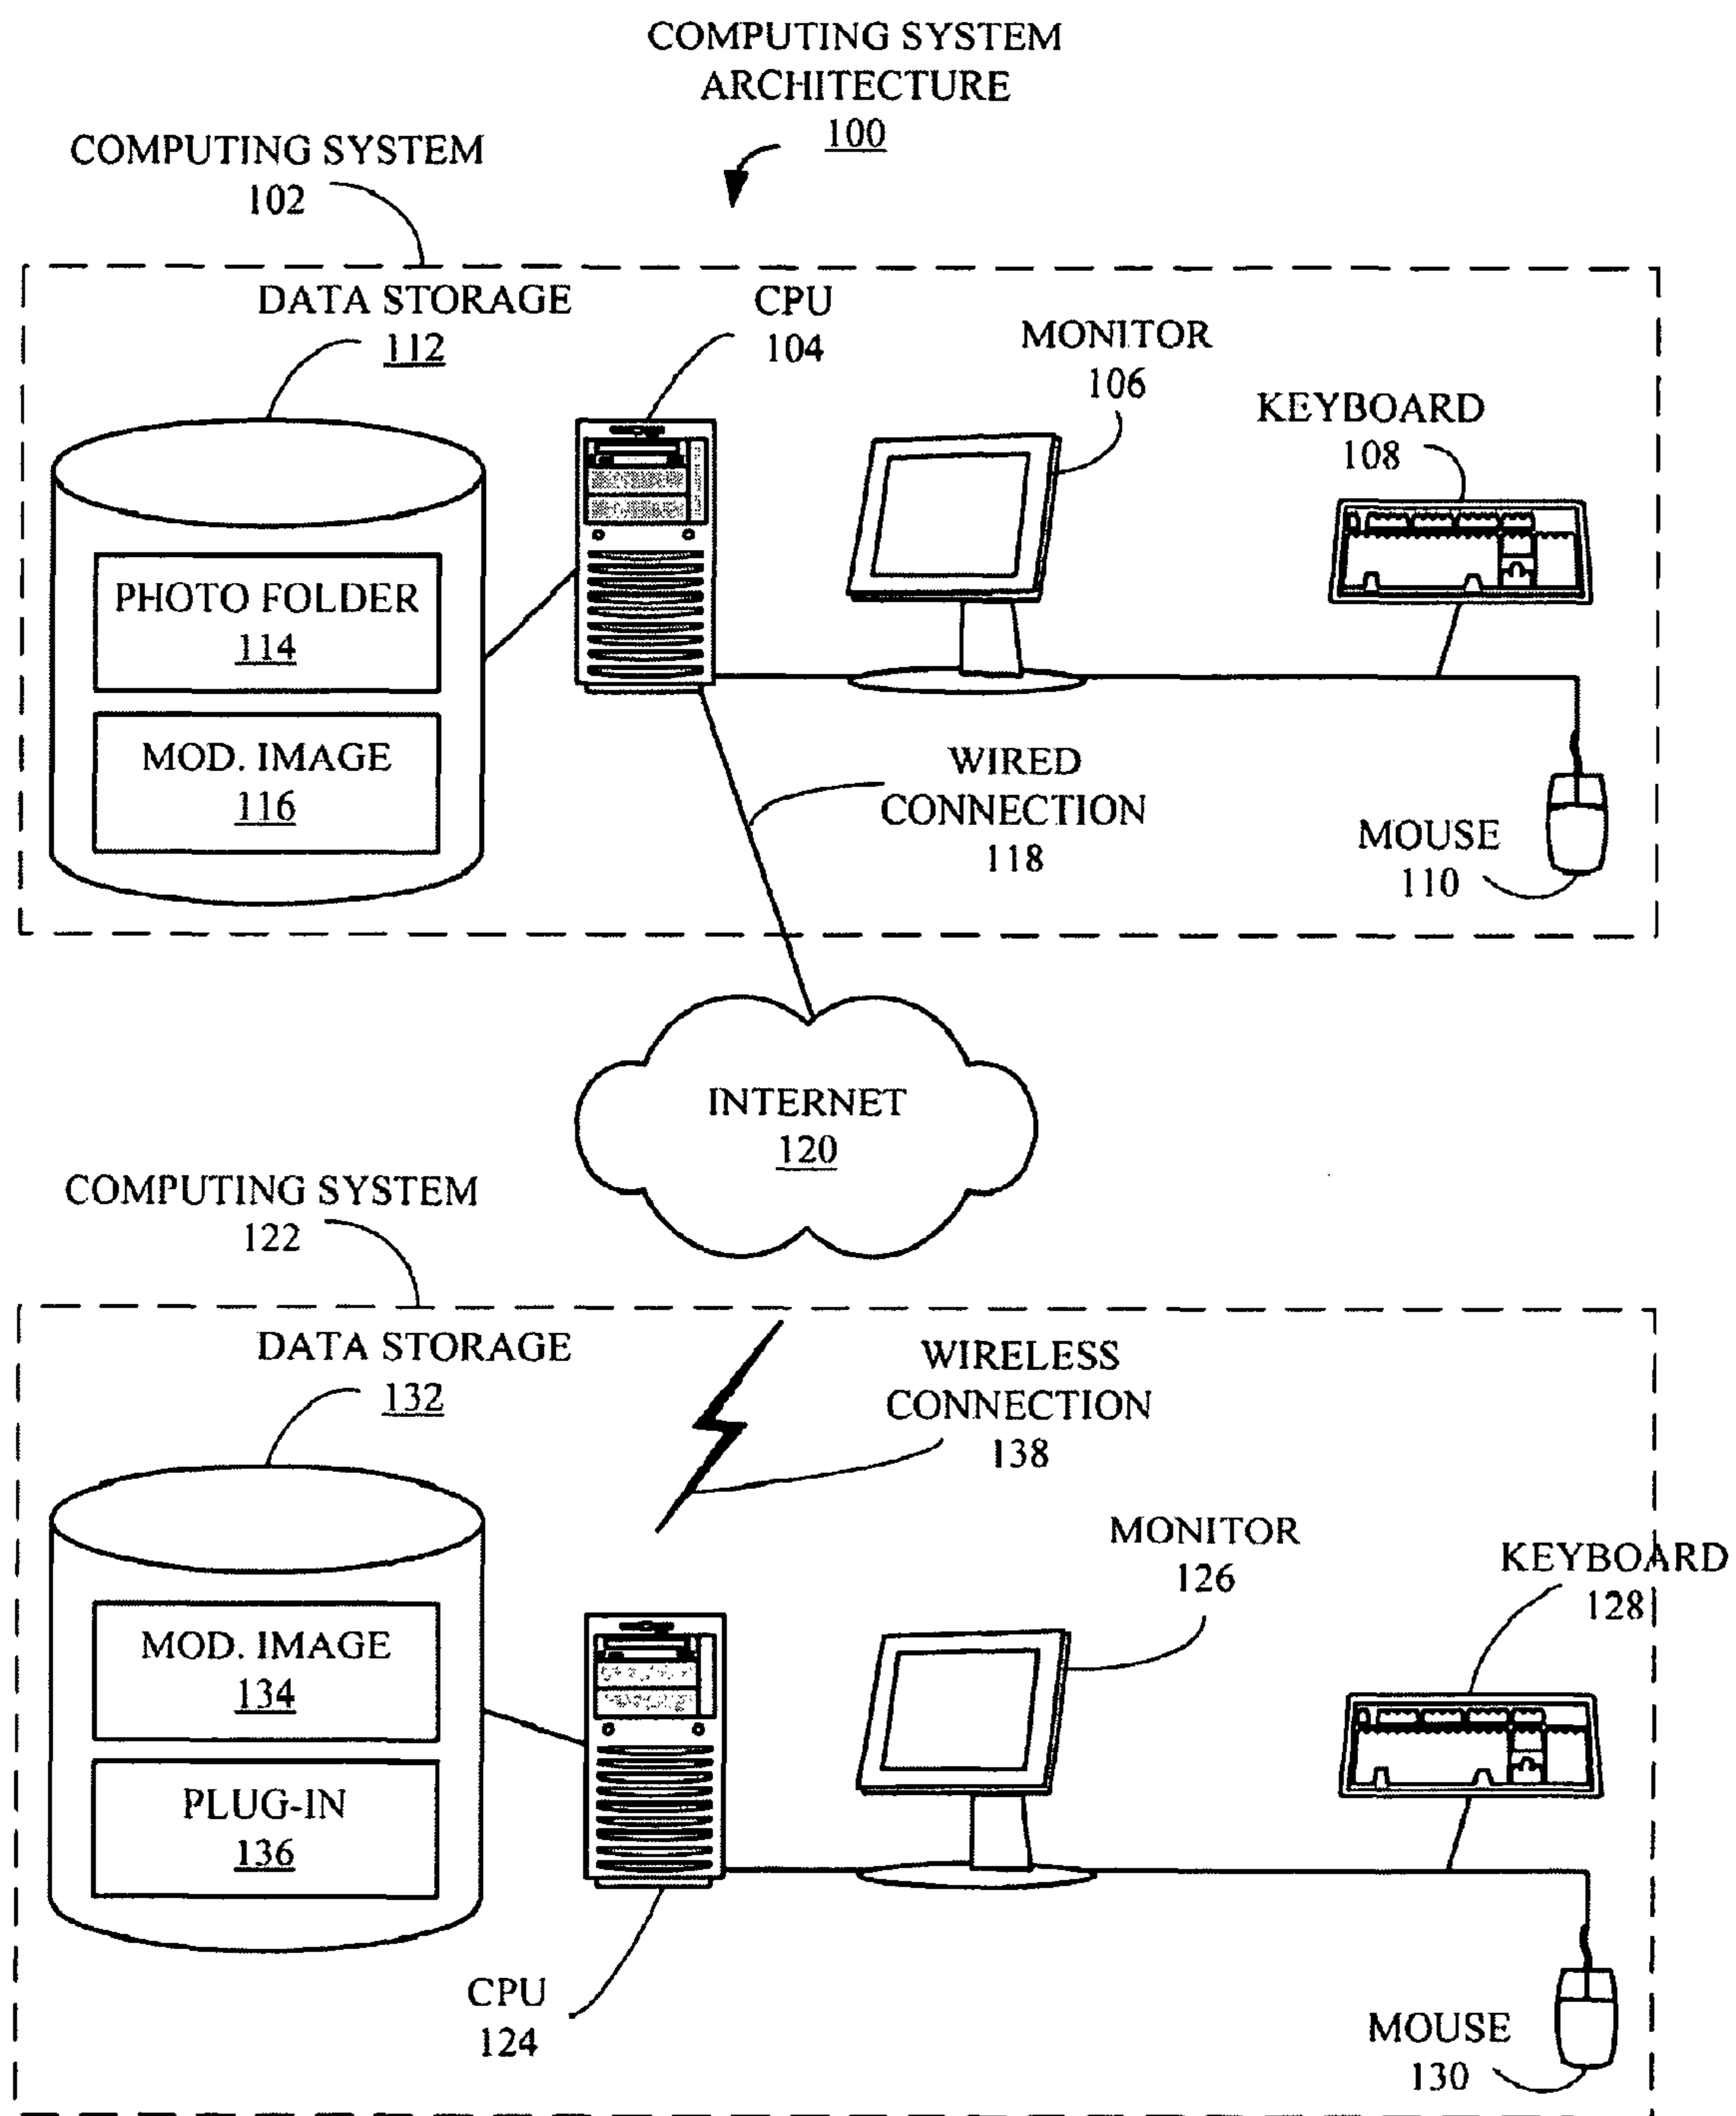 COMPUTING SYSTEM
ARCHITECTURE
100
COMPUTING SYSTEM
102
DATA STORAGE
112
CPU
104
MONITOR
106
KEYBOARD
108
PHOTO FOLDER
114
MOD. IMAGE
116
WIRED
CONNECTION
118
MOUSE
110
INTERNET
120
COMPUTING SYSTEM
122
DATA STORAGE
132
WIRELESS
CONNECTION
138
MONITOR
126
KEYBOARD
128
MOD. IMAGE
134
PLUG-IN
136
CPU
124
MOUSE
130